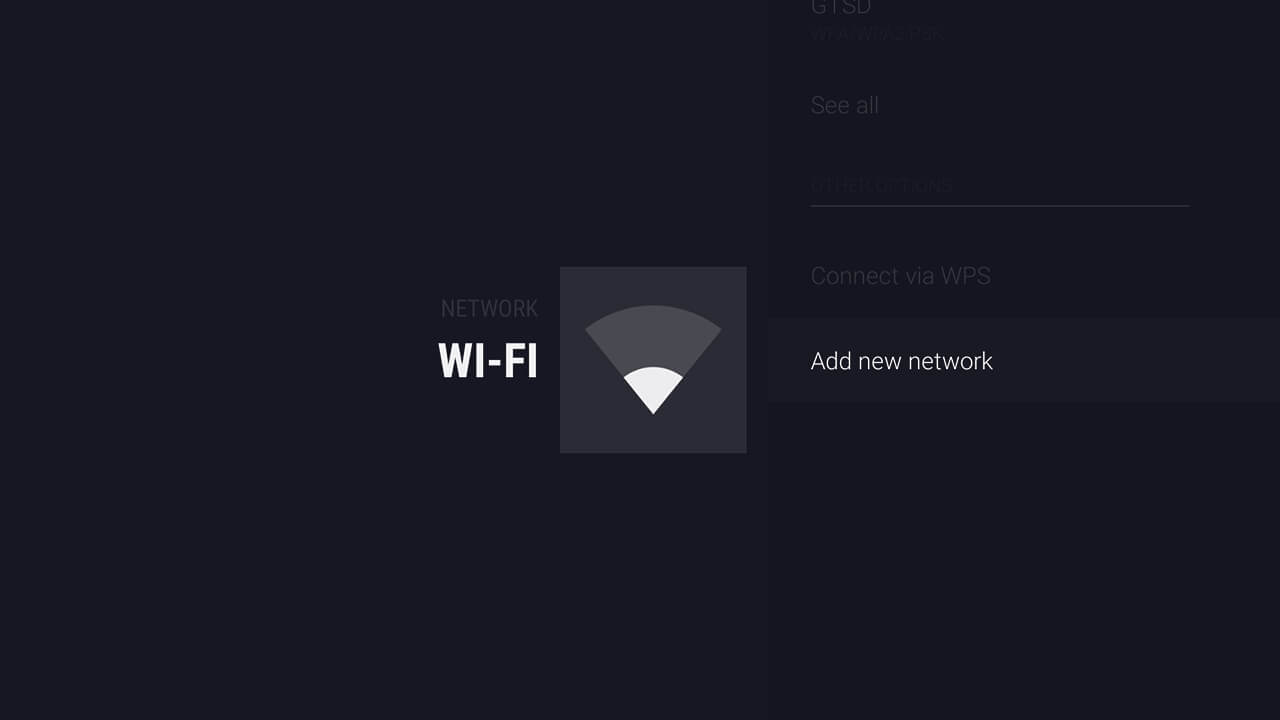 NETWORK
WI-FI
GTSD
WPA/WPA2 PSK
See all
OTHER OPTIONS
Connect via WPS
Add new network